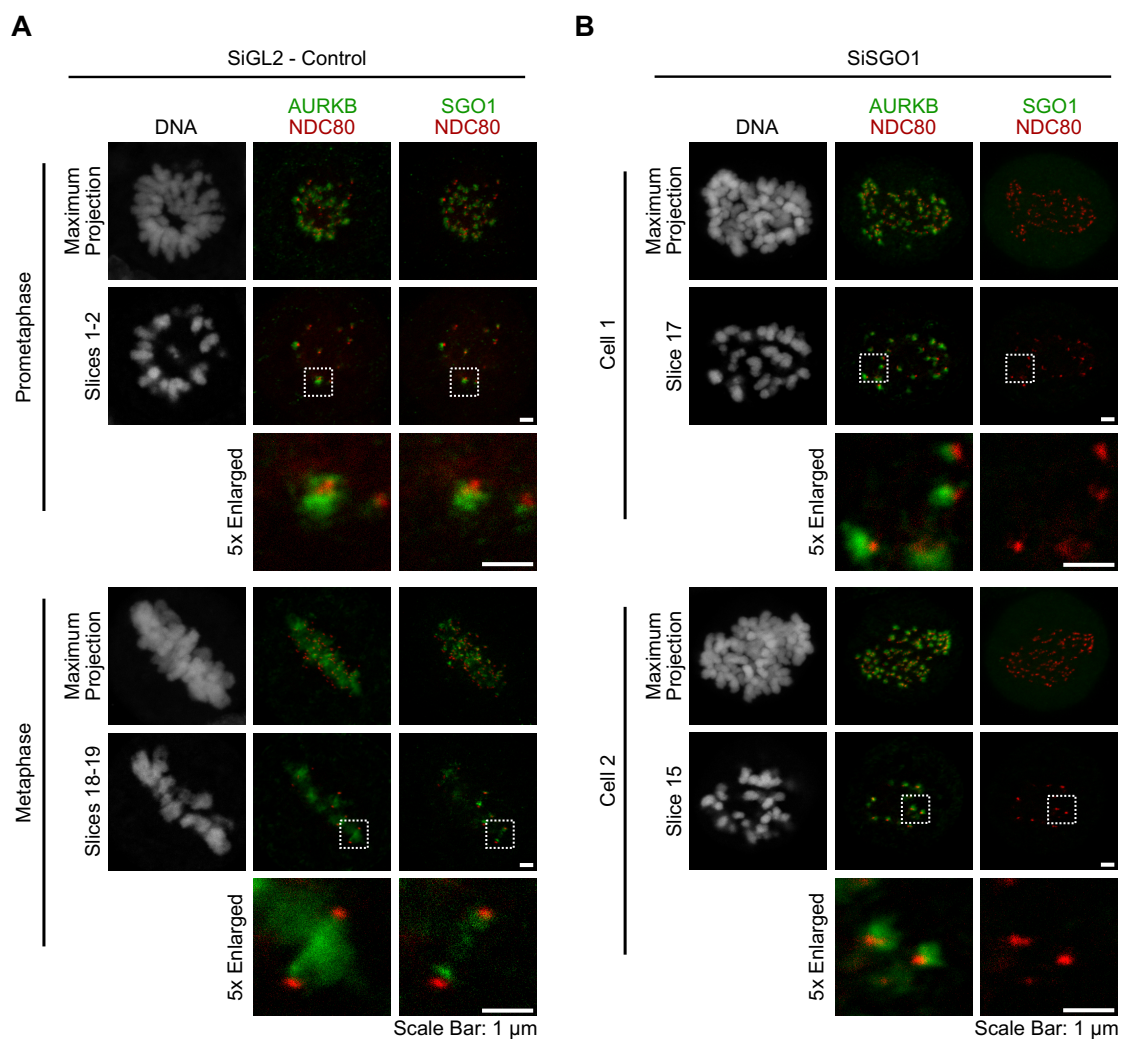 A
SiGL2 - Control
DNA
AURKB
NDC80
SGO1
NDC80
Prometaphase
Maximum
Projection
Slices 1-2
5x Enlarged
Metaphase
Maximum
Projection
Slices 18-19
5x Enlarged
Scale Bar: 1 µm
B
SiSGO1
DNA
AURKB
NDC80
SGO1
NDC80
Cell 1
Maximum
Projection
Slice 17
5x Enlarged
Cell 2
Maximum
Projection
Slice 15
5x Enlarged
Scale Bar: 1 µm